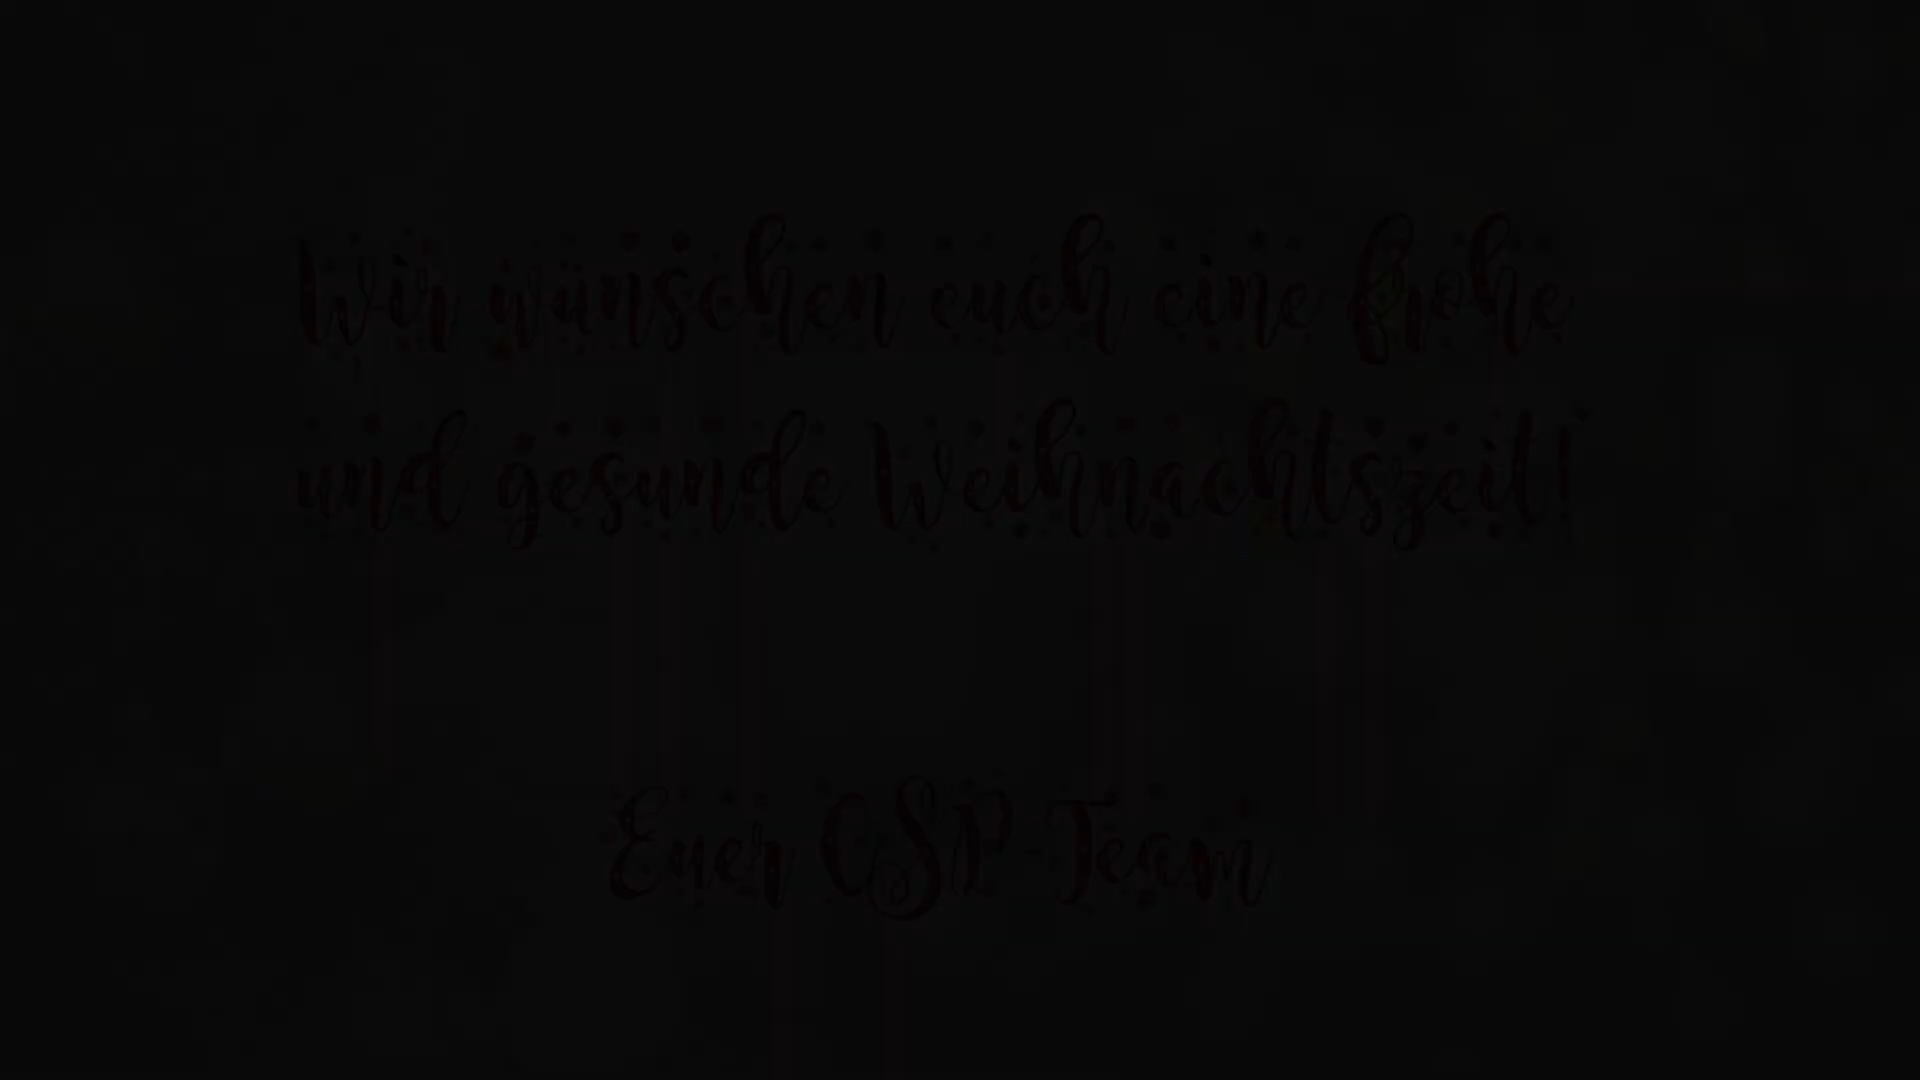 Wir wünschen euch eine frohe
und gesunde Weihnachtszeit!
Euer CSP-Team